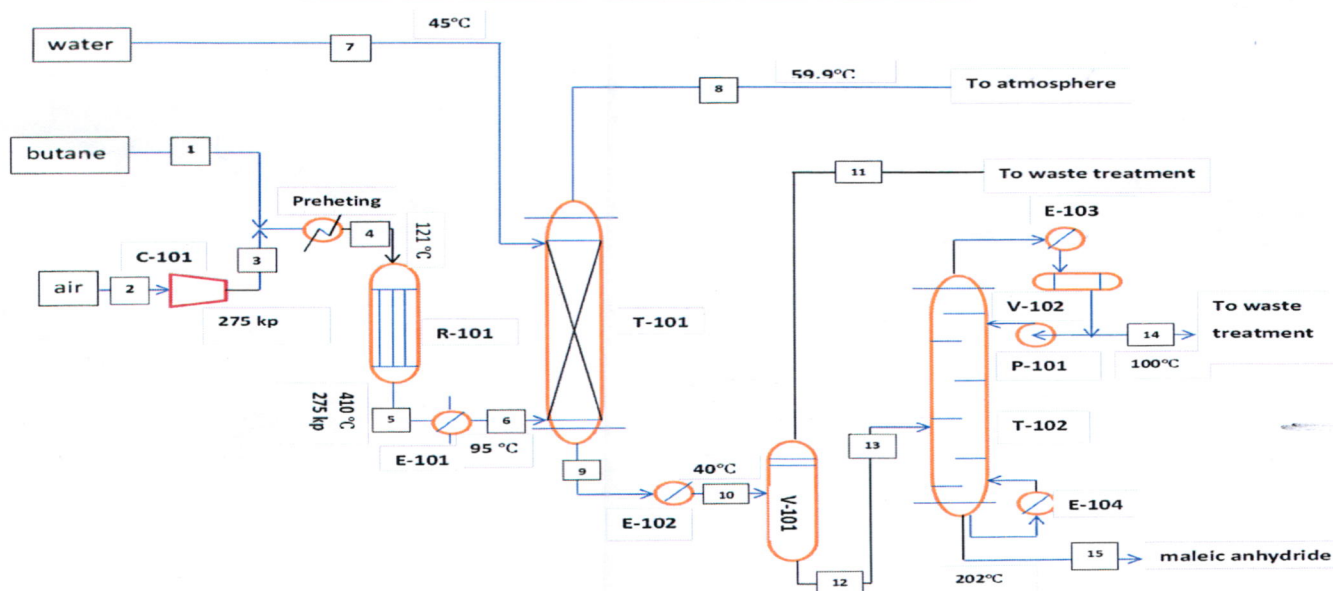 45°C
water
7
59.9°C
8
To atmosphere
butane
1
11
To waste treatment
Preheting
E-103
4
121 °C
C-101
3
air
2
275 kp
R-101
T-101
V-102
To waste
treatment
14
P-101
100°C
410 °C
275 kp
5
6
E-101
95 °C
13
T-102
9
40°C
10
E-102
V-101
E-104
12
15
maleic anhydride
202°C